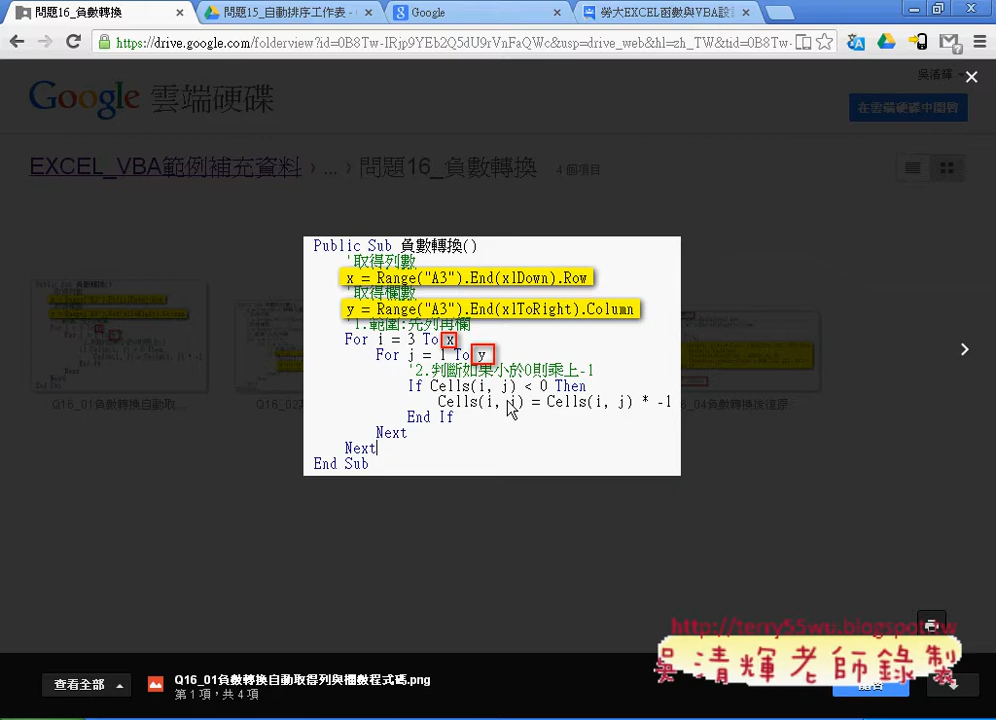 問題16_負數轉換
問題15_自動排序工作表 -
Google
勞大EXCEL函數與VBA設
https://drive.google.com/folderview?id=0B8Tw-IRjp9YEb2Q5dU9rVnFaQWc&usp=drive_web&hl=zh_TW&tid=0B8Tw-
吳清輝
Google 雲端硬碟
在雲端硬碟中開啟
EXCEL_VBA範例補充資料 › ... › 問題16_負數轉換 4 個項目
Public Sub 負數轉換()
'取得列數
x = Range("A3").End(xlDown).Row
'取得欄數
y = Range("A3").End(xlToRight).Column
'1.範圍:先列再欄
For i = 3 To x
For j = 1 To y
'2.判斷如果小於0則乘上-1
If Cells(i, j) < 0 Then
Cells(i, j) = Cells(i, j) * -1
End If
Next
Next
End Sub
Q16_01負數轉換自動取...
Q16_04負數轉換後復原...
http://terry55wu.blogspot.tw
吳清輝老師錄製
查看全部
Q16_01負數轉換自動取得列與欄數程式碼.png
第 1 項，共 4 項